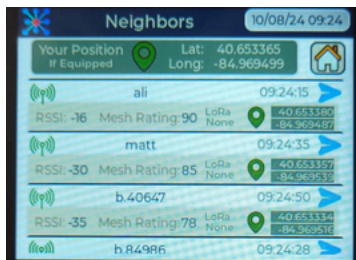 Neighbors 10/08/24 09:24
Your Position Lat: 40.653365
If Equipped Long: -84.969499
ali 09:24:15
RSSI: -16 Mesh Rating: 90 LoRa None 40.653380 -84.969487
matt 09:24:35
RSSI: -30 Mesh Rating: 85 LoRa None 40.653357 -84.969539
b.40647 09:24:50
RSSI: -35 Mesh Rating: 78 LoRa None 40.653334 -84.969516
b.84986 09:24:28